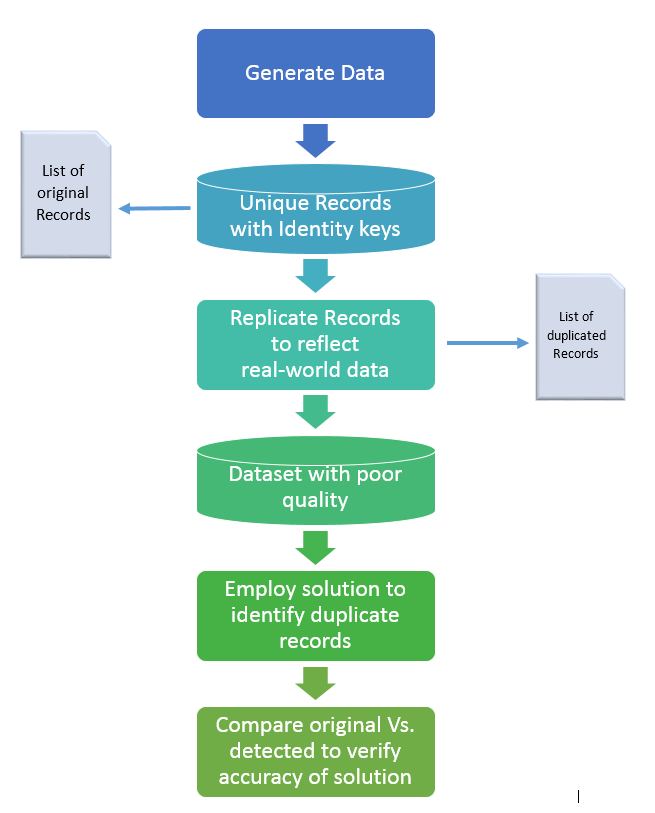 Generate Data
List of
original
Records
Unique Records
with Identity keys
Replicate Records
to reflect
real-world data
List of
duplicated
Records
Dataset with poor
quality
Employ solution to
identify duplicate
records
Compare original Vs.
detected to verify
accuracy of solution